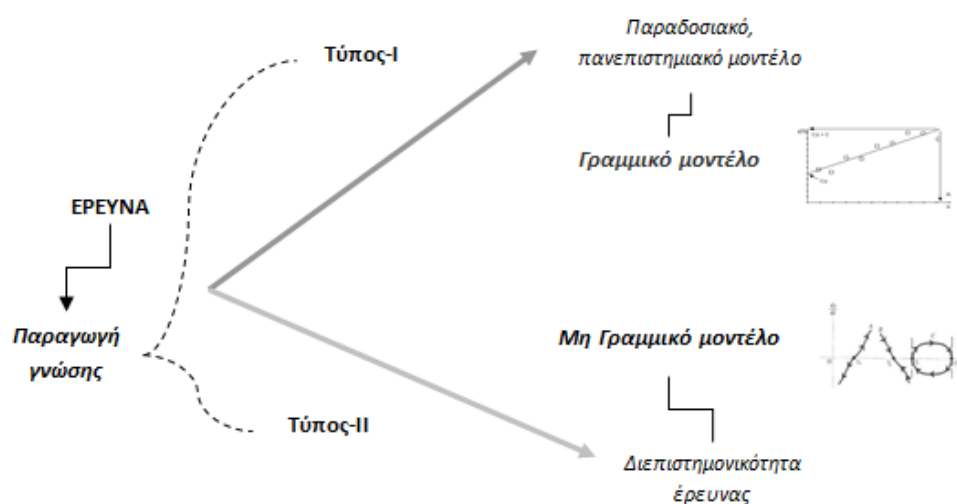 Τύπος-Ι
Παραδοσιακό,
πανεπιστημιακό μοντέλο
Γραμμικό μοντέλο
ΕΡΕΥΝΑ
Παραγωγή
γνώσης
Μη Γραμμικό μοντέλο
Τύπος-ΙΙ
Διεπιστημονικότητα
έρευνας